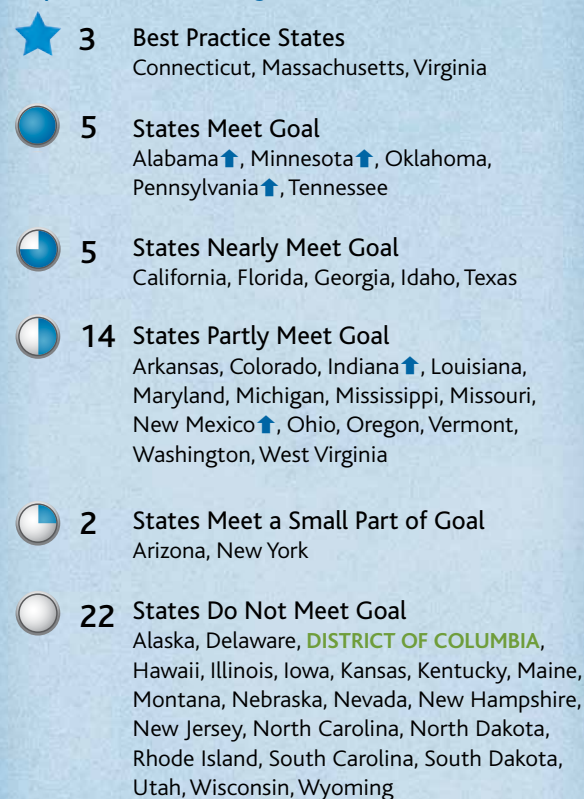 3 Best Practice States
Connecticut, Massachusetts, Virginia
5 States Meet Goal
Alabama⬆, Minnesota⬆, Oklahoma,
Pennsylvania⬆, Tennessee
5 States Nearly Meet Goal
California, Florida, Georgia, Idaho, Texas
14 States Partly Meet Goal
Arkansas, Colorado, Indiana⬆, Louisiana,
Maryland, Michigan, Mississippi, Missouri,
New Mexico⬆, Ohio, Oregon, Vermont,
Washington, West Virginia
2 States Meet a Small Part of Goal
Arizona, New York
22 States Do Not Meet Goal
Alaska, Delaware, DISTRICT OF COLUMBIA,
Hawaii, Illinois, Iowa, Kansas, Kentucky, Maine,
Montana, Nebraska, Nevada, New Hampshire,
New Jersey, North Carolina, North Dakota,
Rhode Island, South Carolina, South Dakota,
Utah, Wisconsin, Wyoming